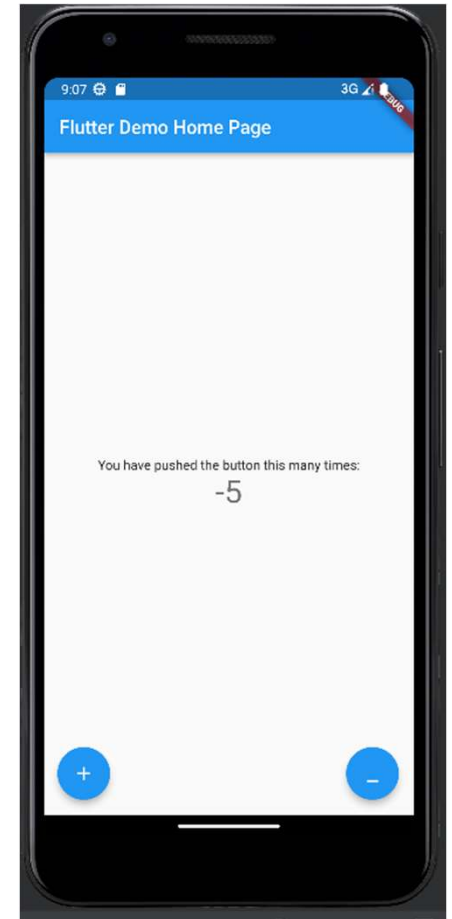 9:07 3G
DEBUG
Flutter Demo Home Page
You have pushed the button this many times:
-5
+ _